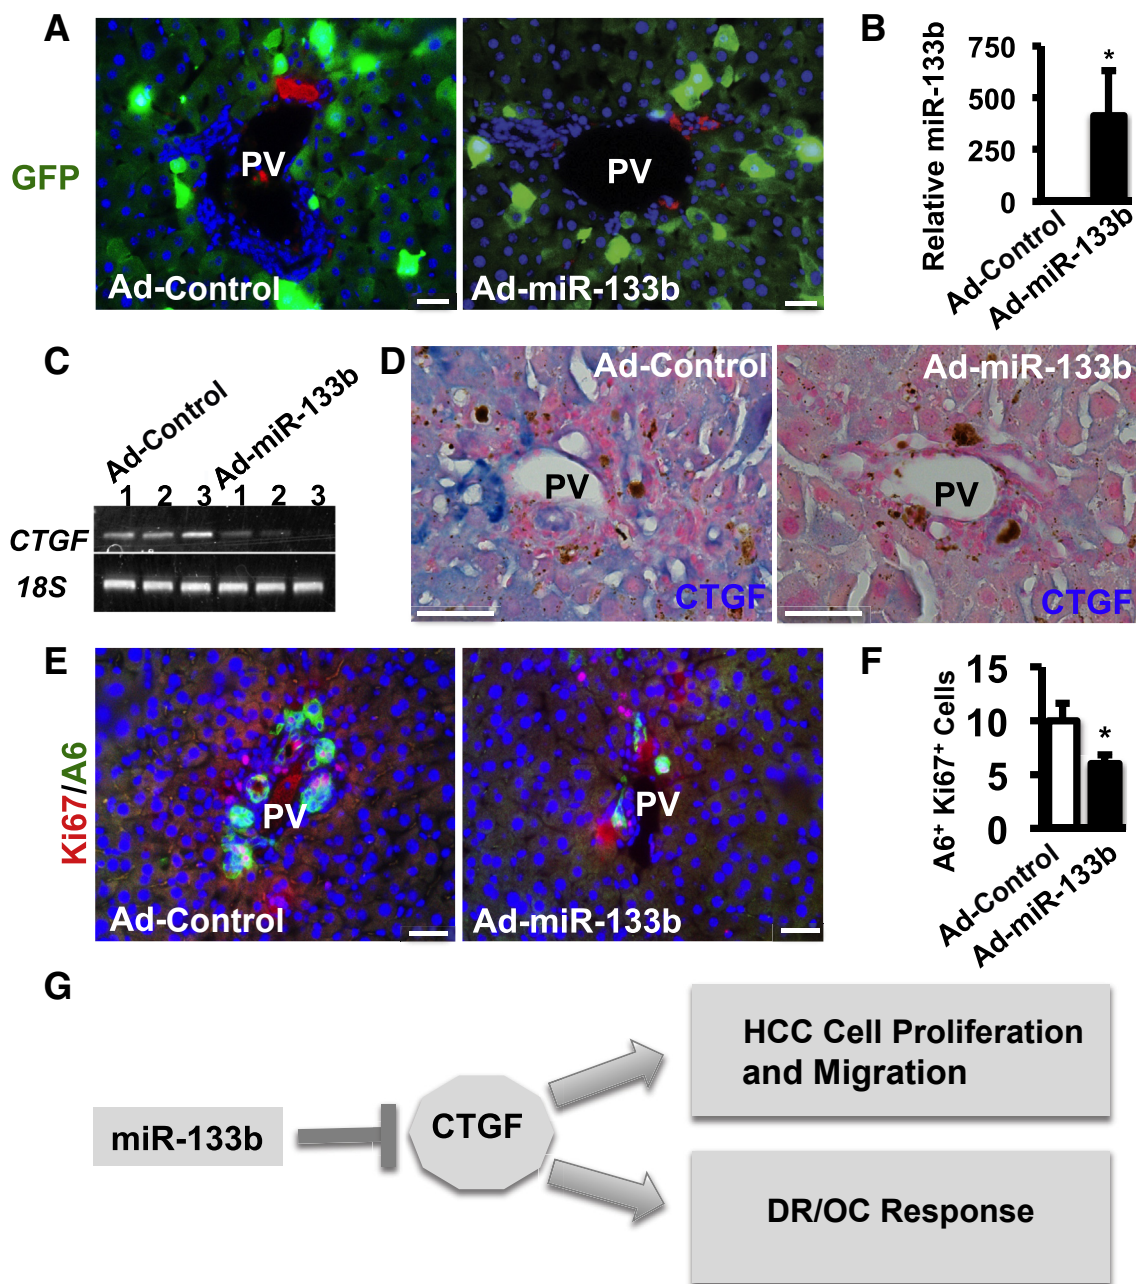 A
GFP
PV
Ad-Control
PV
Ad-miR-133b
B
Relative miR-133b
750
500
250
0
*
Ad-Control
Ad-miR-133b
C
Ad-Control
Ad-miR-133b
1 2 3 1 2 3
CTGF
18S
D
Ad-Control
PV
CTGF
Ad-miR-133b
PV
CTGF
E
Ki67/A6
PV
Ad-Control
PV
Ad-miR-133b
F
A6⁺ Ki67⁺ Cells
15
10
5
0
*
Ad-Control
Ad-miR-133b
G
miR-133b
CTGF
HCC Cell Proliferation
and Migration
DR/OC Response